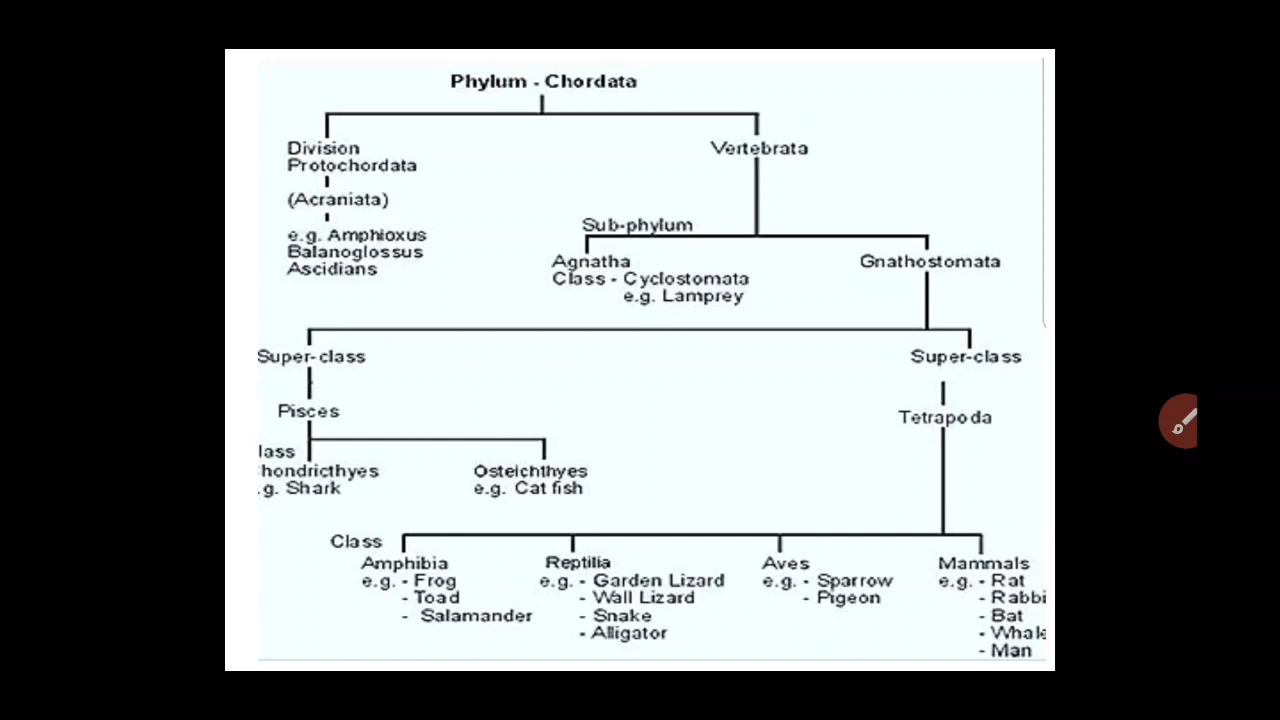 Phylum - Chordata
Division
Protochordata
Vertebrata
(Acraniata)
e.g. Amphioxus
Balanoglossus
Ascidians
Sub-phylum
Agnatha
Class - Cyclostomata
e.g. Lamprey
Gnathostomata
Super-class
Super-class
Pisces
Tetrapoda
lass
hondricthyes
.g. Shark
Osteichthyes
e.g. Cat fish
Class
Amphibia
e.g. - Frog
- Toad
- Salamander
Reptilia
e.g. - Garden Lizard
- Wall Lizard
- Snake
- Alligator
Aves
e.g. - Sparrow
- Pigeon
Mammals
e.g. - Rat
- Rabbi
- Bat
- Whale
- Man